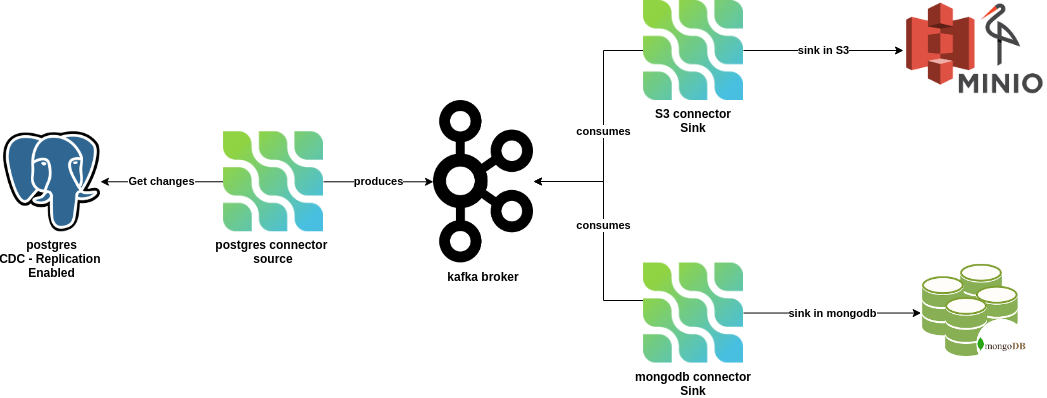 sink in S3
MINIO
S3 connector
Sink
consumes
Get changes
produces
postgres
CDC - Replication
Enabled
postgres connector
source
kafka broker
consumes
sink in mongodb
mongoDB
mongodb connector
Sink